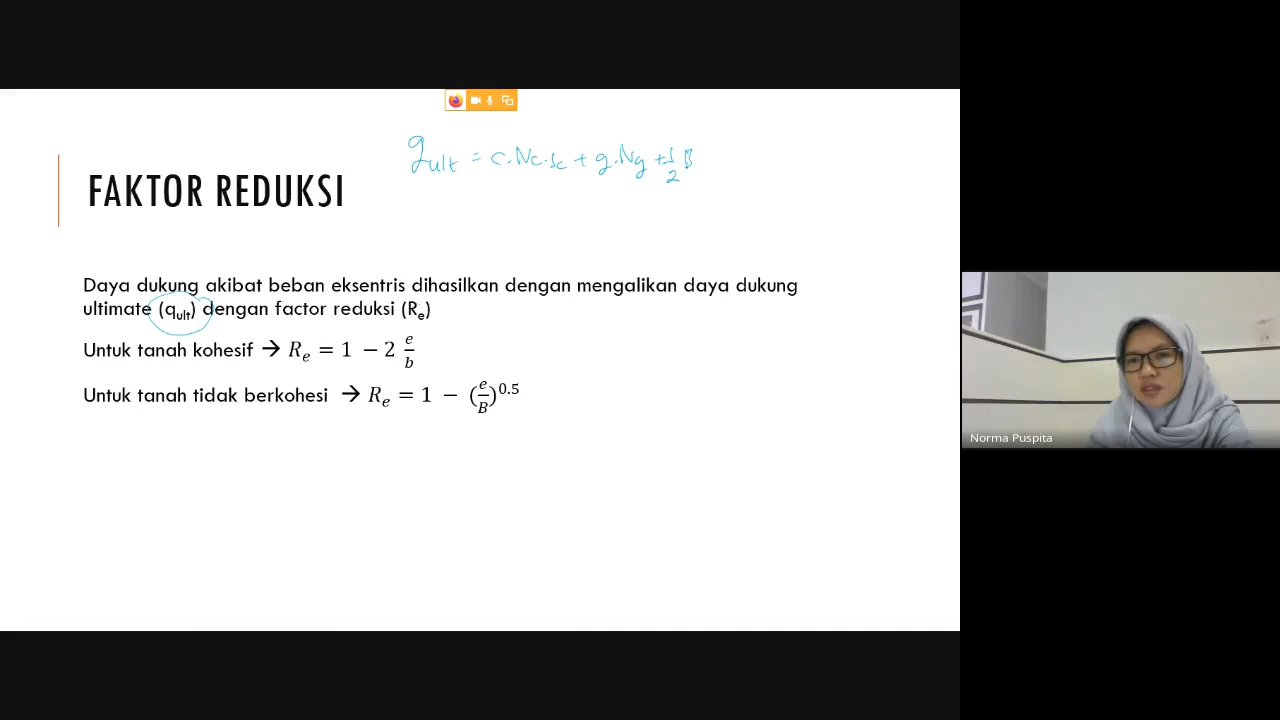 qult = c.Nc.Sc + q.Nq + 1/2 B
FAKTOR REDUKSI
Daya dukung akibat beban eksentris dihasilkan dengan mengalikan daya dukung
ultimate (qult) dengan factor reduksi (Re)
Untuk tanah kohesif → Re = 1 − 2 e/b
Untuk tanah tidak berkohesi → Re = 1 − (e/B)^0.5
Norma Puspita